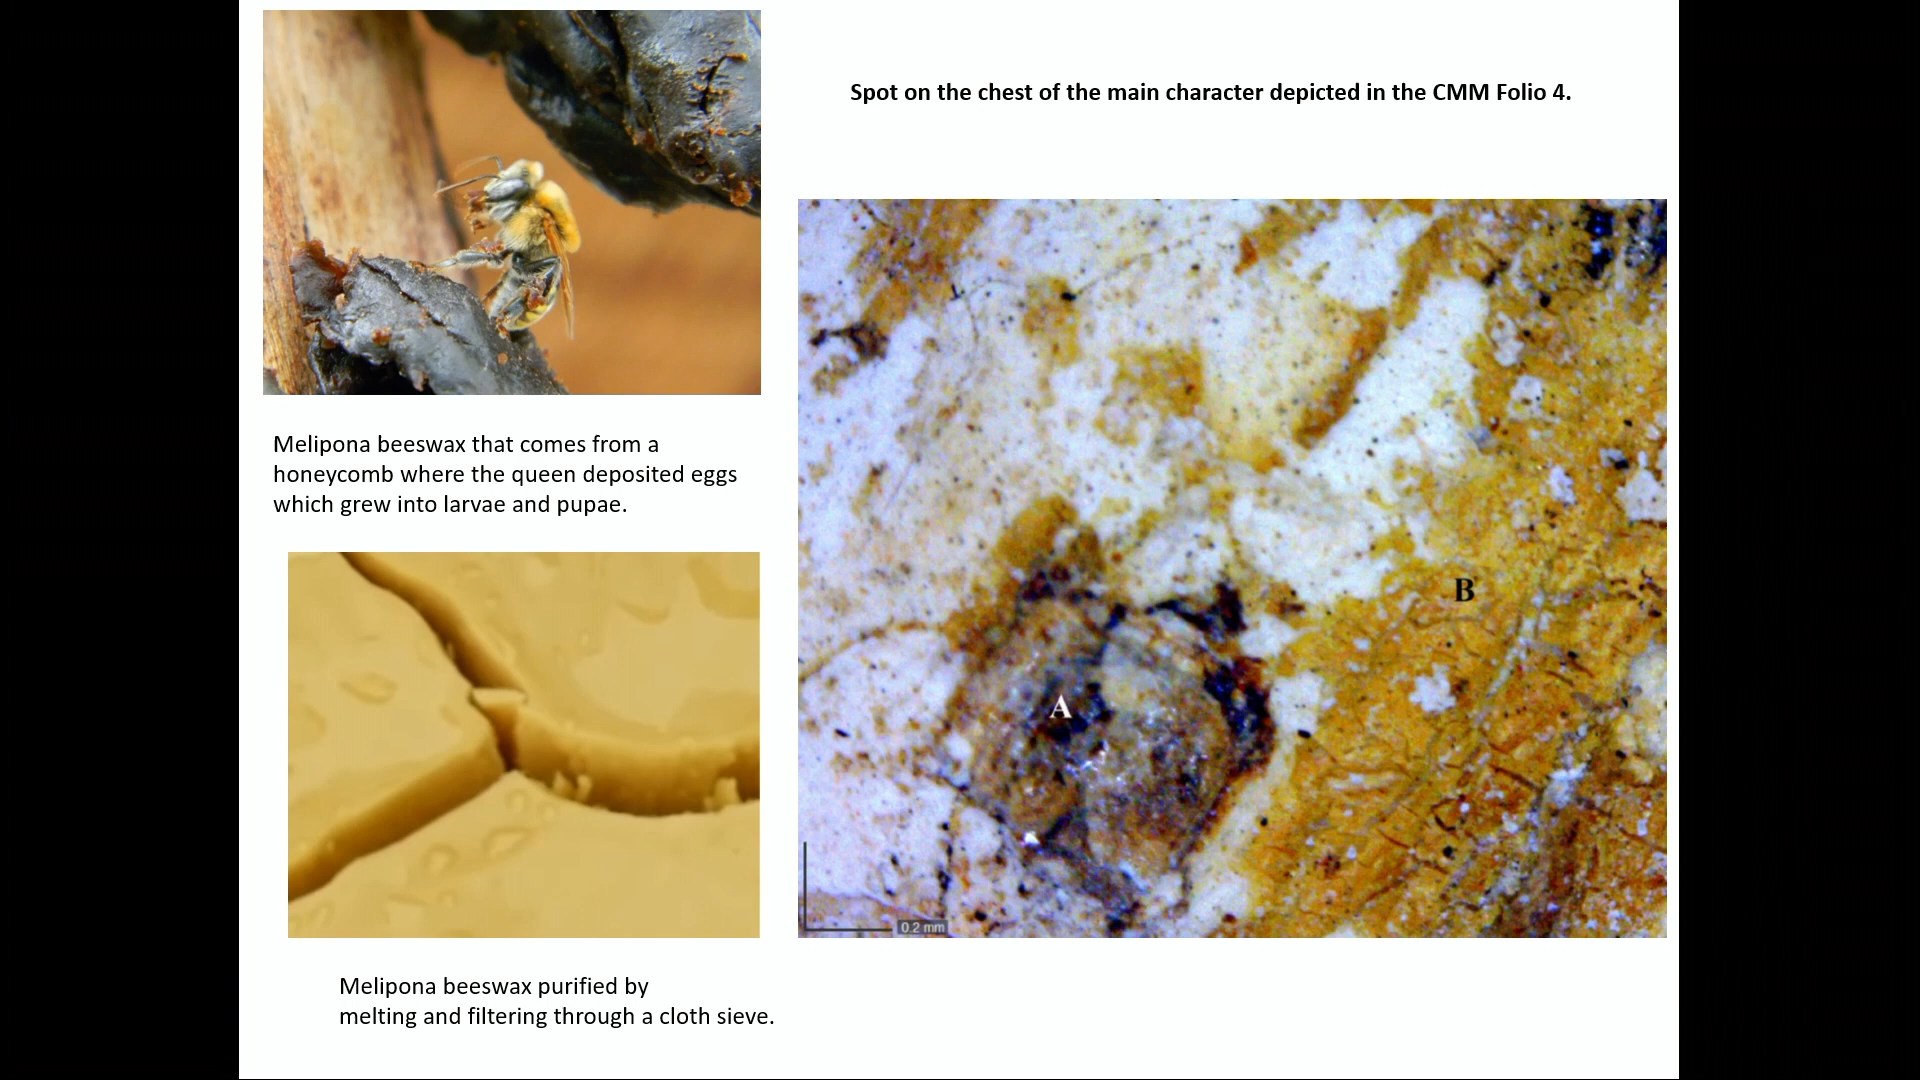 Spot on the chest of the main character depicted in the CMM Folio 4.
Melipona beeswax that comes from a
honeycomb where the queen deposited eggs
which grew into larvae and pupae.
B
A
0.2 mm
Melipona beeswax purified by
melting and filtering through a cloth sieve.